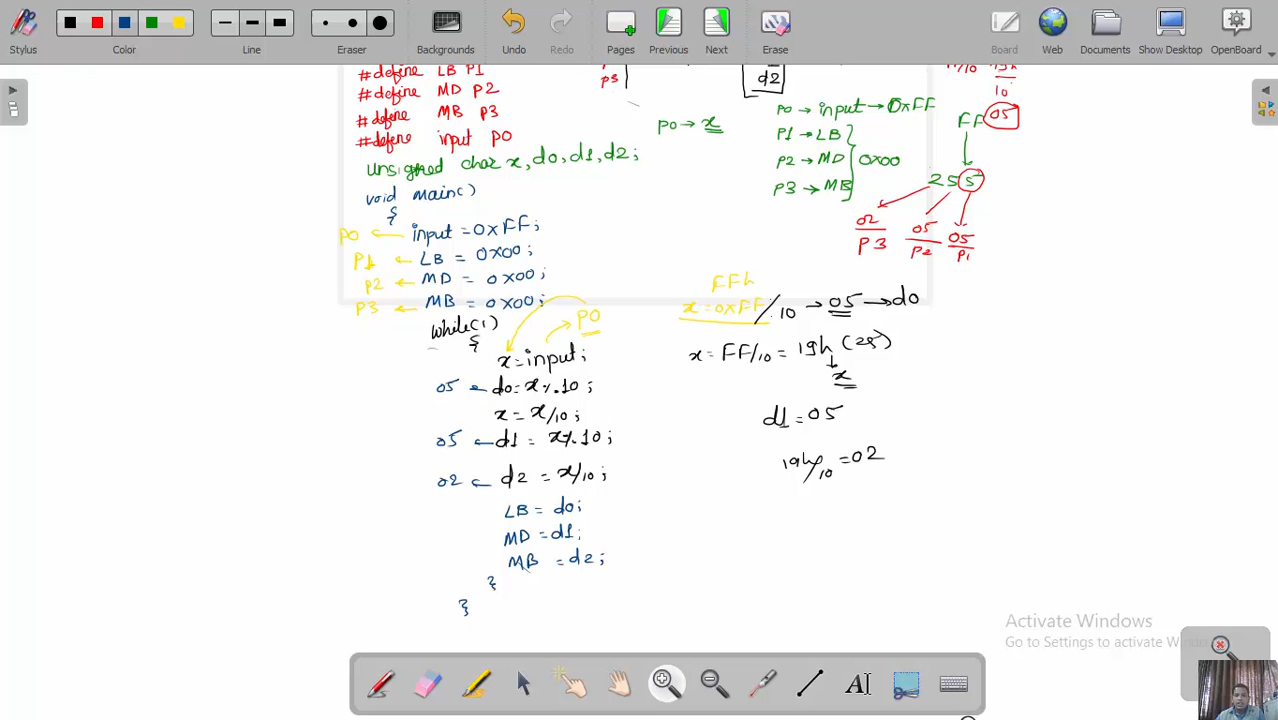 Stylus
Color
Line
Eraser
Backgrounds
Undo
Redo
Pages
Previous
Next
Erase
Board
Web
Documents
Show Desktop
OpenBoard
#define LB P1
#define MD P2
#define MB P3
#define input P0
unsigned char x, d0, d1, d2;
void main()
{
P0 ← input = 0xFF;
P1 ← LB = 0x00;
P2 ← MD = 0x00;
P3 ← MB = 0x00;
while(1)
{
→ P0
x = input;
05 ← d0 = x%10;
x = x/10;
05 ← d1 = x%10;
02 ← d2 = x/10;
LB = d0;
MD = d1;
MB = d2;
}
}
P3
d2
P0 → x
P0 → input → 0xFF
P1 → LB
P2 → MD
P3 → MB
0x00
10
FF
05
255
02
P3
05
P2
05
P1
FFh
x = 0xFF /10 → 05 → d0
x = FF/10 = 19h (25)
x
d1 = 05
19h/10 = 02
Activate Windows
Go to Settings to activate Windows